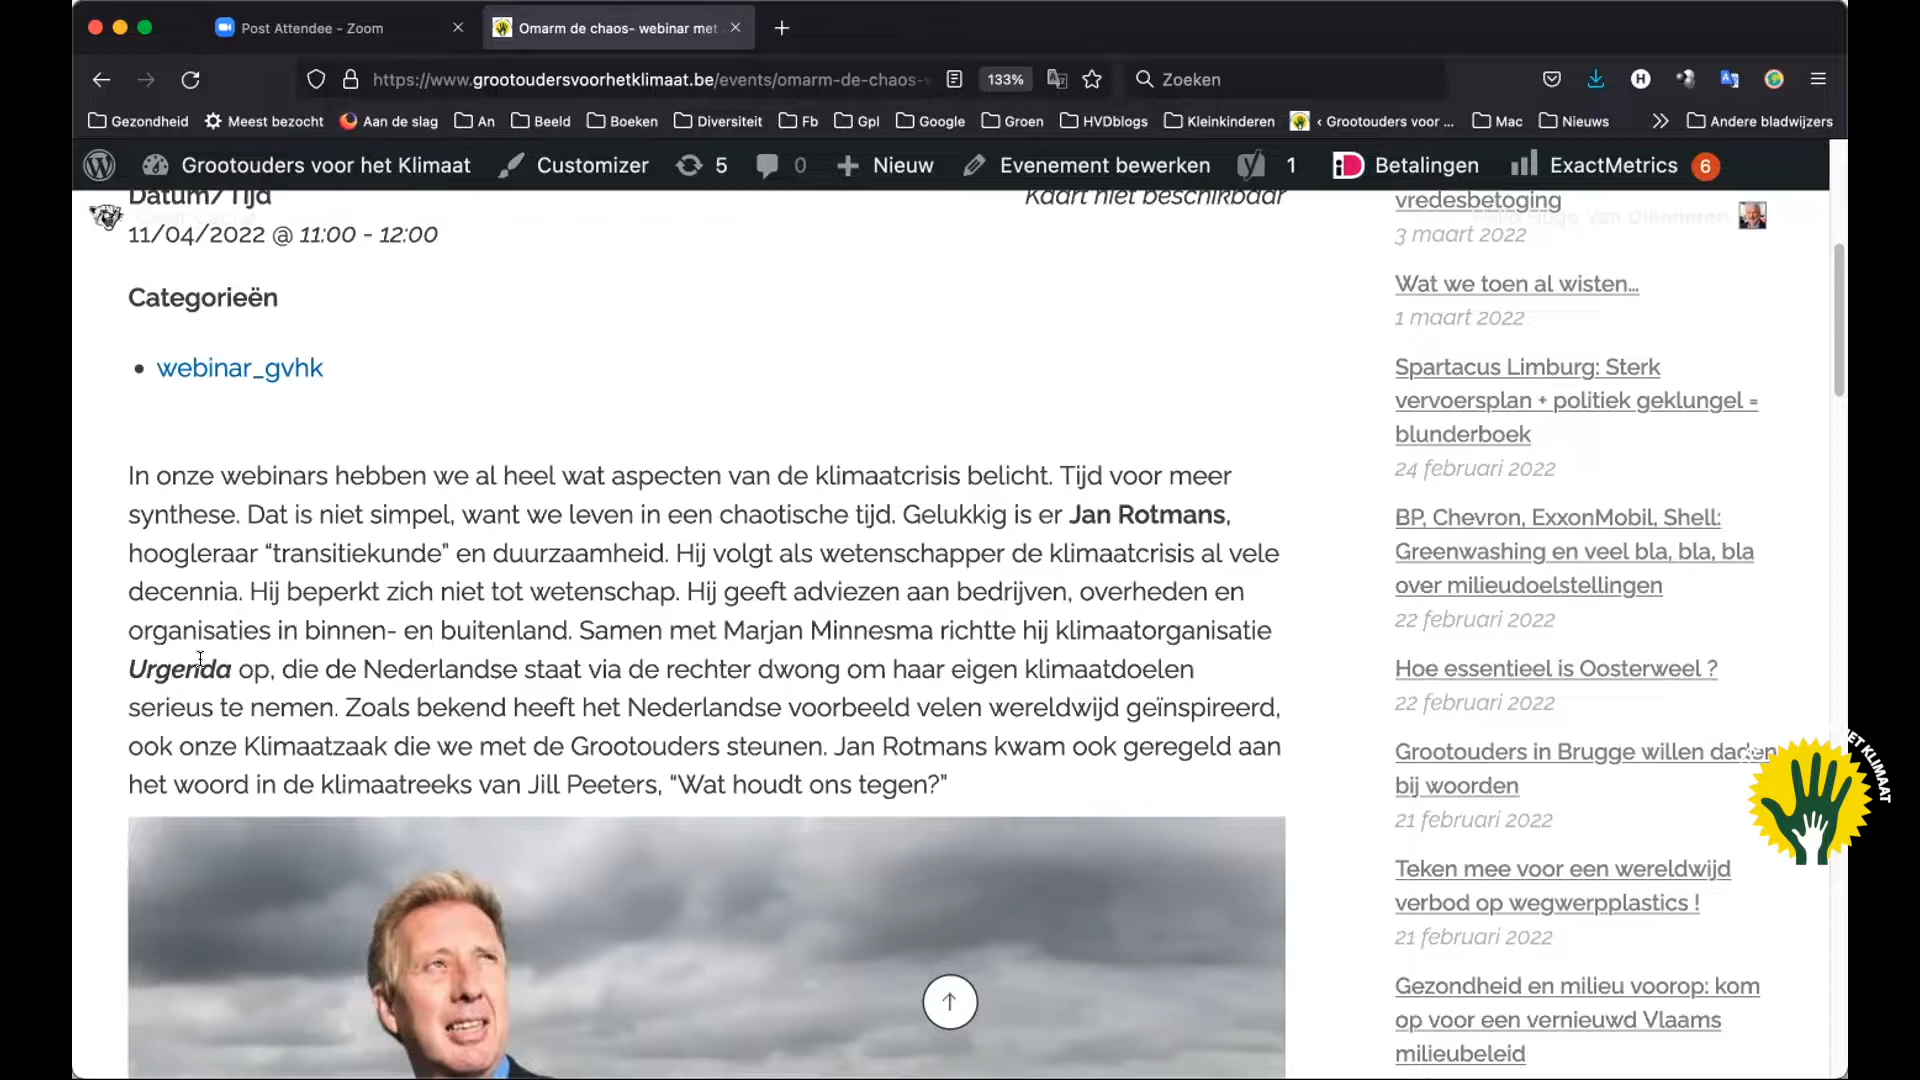 Post Attendee - Zoom
Omarm de chaos- webinar met
https://www.grootoudersvoorhetklimaat.be/events/omarm-de-chaos-
133%
Zoeken
Gezondheid
Meest bezocht
Aan de slag
An
Beeld
Boeken
Diversiteit
Fb
Gpl
Google
Groen
HVDblogs
Kleinkinderen
‹ Grootouders voor ...
Mac
Nieuws
Andere bladwijzers
Grootouders voor het Klimaat
Customizer
5
0
Nieuw
Evenement bewerken
1
Betalingen
ExactMetrics
6
Datum/Tijd
11/04/2022 @ 11:00 - 12:00
Kaart niet beschikbaar
Categorieën
webinar_gvhk
In onze webinars hebben we al heel wat aspecten van de klimaatcrisis belicht. Tijd voor meer
synthese. Dat is niet simpel, want we leven in een chaotische tijd. Gelukkig is er Jan Rotmans,
hoogleraar “transitiekunde” en duurzaamheid. Hij volgt als wetenschapper de klimaatcrisis al vele
decennia. Hij beperkt zich niet tot wetenschap. Hij geeft adviezen aan bedrijven, overheden en
organisaties in binnen- en buitenland. Samen met Marjan Minnesma richtte hij klimaatorganisatie
Urgenda op, die de Nederlandse staat via de rechter dwong om haar eigen klimaatdoelen
serieus te nemen. Zoals bekend heeft het Nederlandse voorbeeld velen wereldwijd geïnspireerd,
ook onze Klimaatzaak die we met de Grootouders steunen. Jan Rotmans kwam ook geregeld aan
het woord in de klimaatreeks van Jill Peeters, “Wat houdt ons tegen?”
vredesbetoging
3 maart 2022
Wat we toen al wisten…
1 maart 2022
Spartacus Limburg: Sterk
vervoersplan + politiek geklungel =
blunderboek
24 februari 2022
BP, Chevron, ExxonMobil, Shell:
Greenwashing en veel bla, bla, bla
over milieudoelstellingen
22 februari 2022
Hoe essentieel is Oosterweel ?
22 februari 2022
Grootouders in Brugge willen daden
bij woorden
21 februari 2022
Teken mee voor een wereldwijd
verbod op wegwerpplastics !
21 februari 2022
Gezondheid en milieu voorop: kom
op voor een vernieuwd Vlaams
milieubeleid
HET KLIMAAT